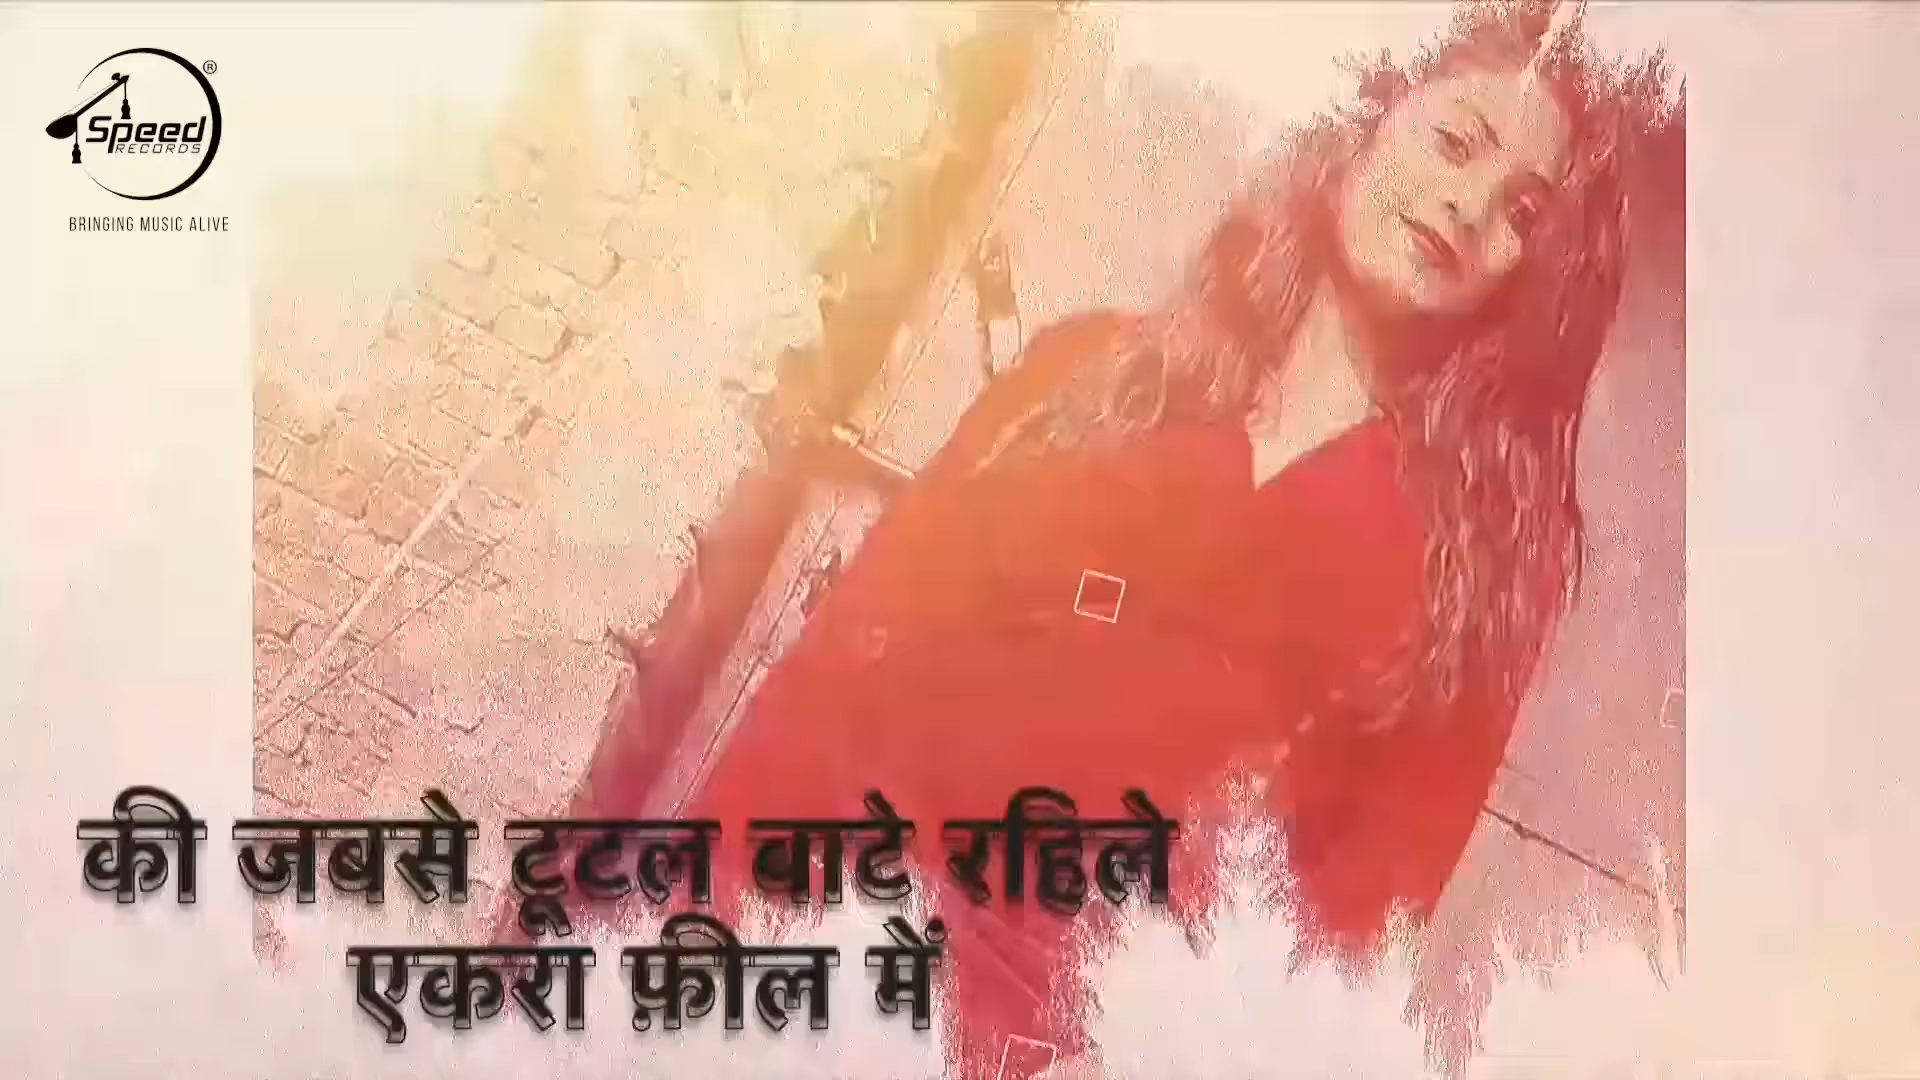 Speed
RECORDS
®
BRINGING MUSIC ALIVE
की जबसे टूटल बाटे रहिले
एकरा फ़ील में